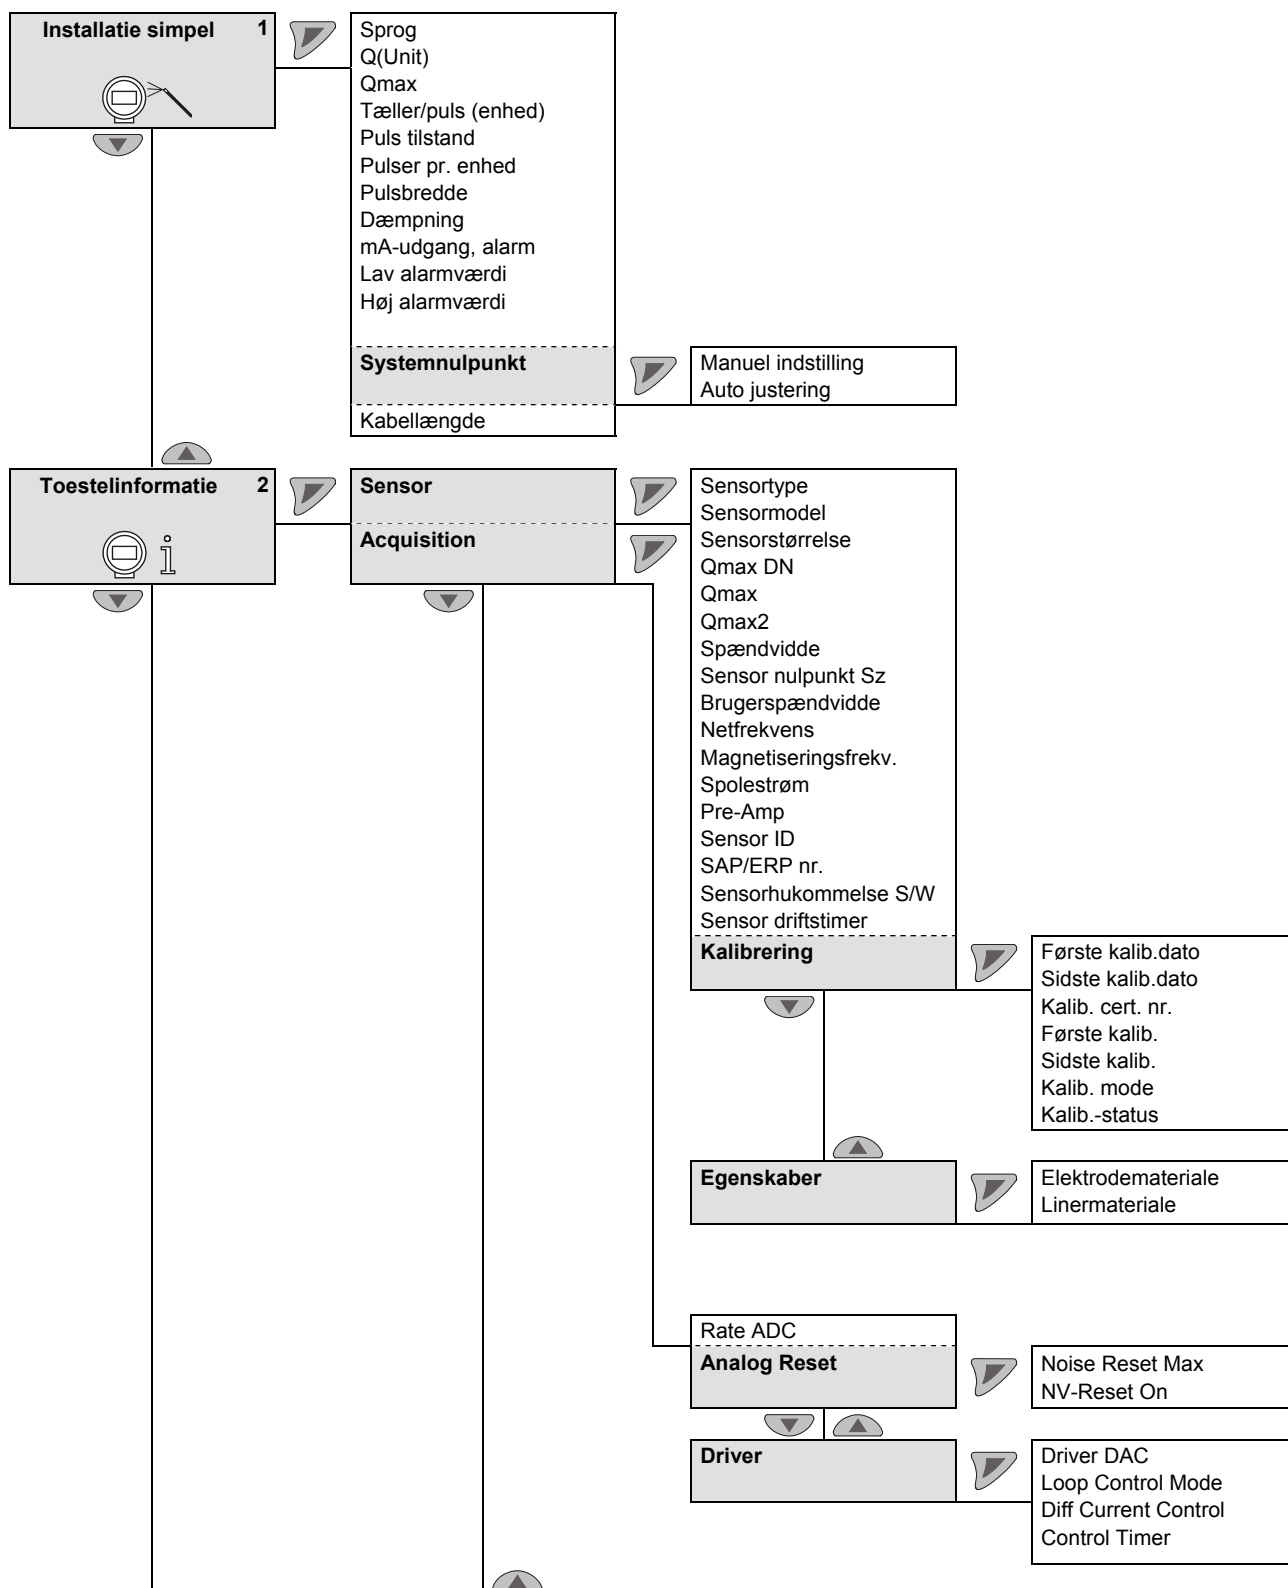 Installatie simpel 1
Sprog
Q(Unit)
Qmax
Tæller/puls (enhed)
Puls tilstand
Pulser pr. enhed
Pulsbredde
Dæmpning
mA-udgang, alarm
Lav alarmværdi
Høj alarmværdi
Systemnulpunkt
Manuel indstilling
Auto justering
Kabellængde
Toestelinformatie 2
Sensor
Acquisition
Sensortype
Sensormodel
Sensorstørrelse
Qmax DN
Qmax
Qmax2
Spændvidde
Sensor nulpunkt Sz
Brugerspændvidde
Netfrekvens
Magnetiseringsfrekv.
Spolestrøm
Pre-Amp
Sensor ID
SAP/ERP nr.
Sensorhukommelse S/W
Sensor driftstimer
Kalibrering
Første kalib.dato
Sidste kalib.dato
Kalib. cert. nr.
Første kalib.
Sidste kalib.
Kalib. mode
Kalib.-status
Egenskaber
Elektrodemateriale
Linermateriale
Rate ADC
Analog Reset
Noise Reset Max
NV-Reset On
Driver
Driver DAC
Loop Control Mode
Diff Current Control
Control Timer